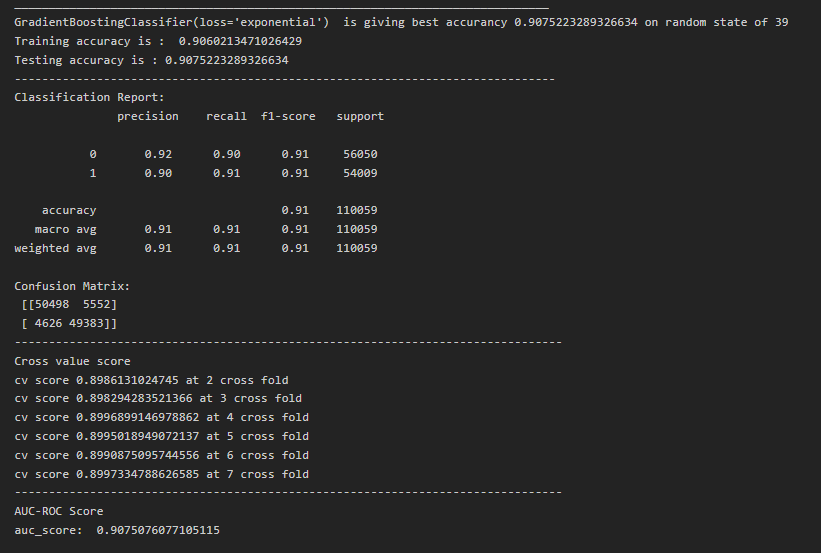 GradientBoostingClassifier(loss='exponential')  is giving best accurancy 0.9075223289326634 on random state of 39
Training accuracy is :  0.9060213471026429
Testing accuracy is : 0.9075223289326634
-------------------------------------------------------------------------------
Classification Report:
               precision    recall  f1-score   support
           0       0.92      0.90      0.91     56050
           1       0.90      0.91      0.91     54009
    accuracy                           0.91    110059
   macro avg       0.91      0.91      0.91    110059
weighted avg       0.91      0.91      0.91    110059
Confusion Matrix:
 [[50498  5552]
 [ 4626 49383]]
--------------------------------------------------------------------------------
Cross value score
cv score 0.8986131024745 at 2 cross fold
cv score 0.898294283521366 at 3 cross fold
cv score 0.8996899146978862 at 4 cross fold
cv score 0.8995018949072137 at 5 cross fold
cv score 0.8990875095744556 at 6 cross fold
cv score 0.8997334788626585 at 7 cross fold
--------------------------------------------------------------------------------
AUC-ROC Score
auc_score:  0.9075076077105115